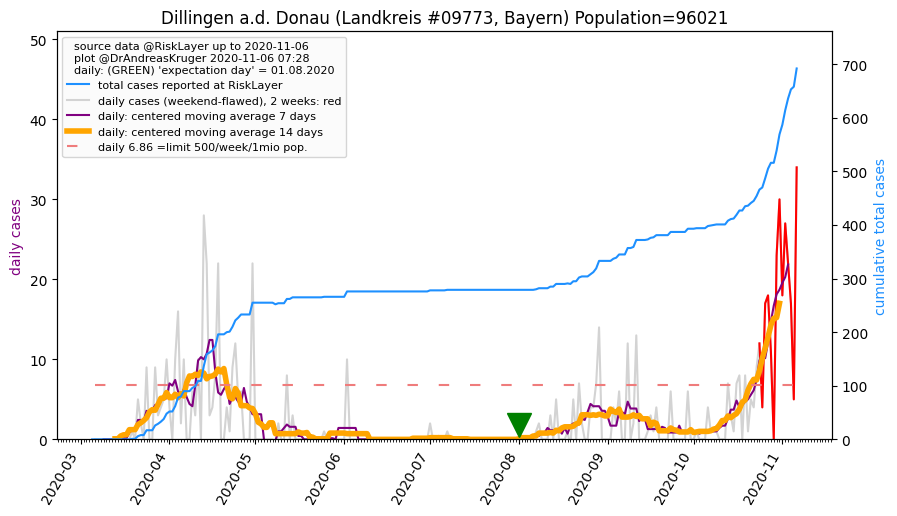 Dillingen a.d. Donau (Landkreis #09773, Bayern) Population=96021
source data @RiskLayer up to 2020-11-06
plot @DrAndreasKruger 2020-11-06 07:28
daily: (GREEN) 'expectation day' = 01.08.2020
total cases reported at RiskLayer
daily cases (weekend-flawed), 2 weeks: red
daily: centered moving average 7 days
daily: centered moving average 14 days
daily 6.86 =limit 500/week/1mio pop.
daily cases
50
40
30
20
10
0
cumulative total cases
700
600
500
400
300
200
100
0
2020-03
2020-04
2020-05
2020-06
2020-07
2020-08
2020-09
2020-10
2020-11